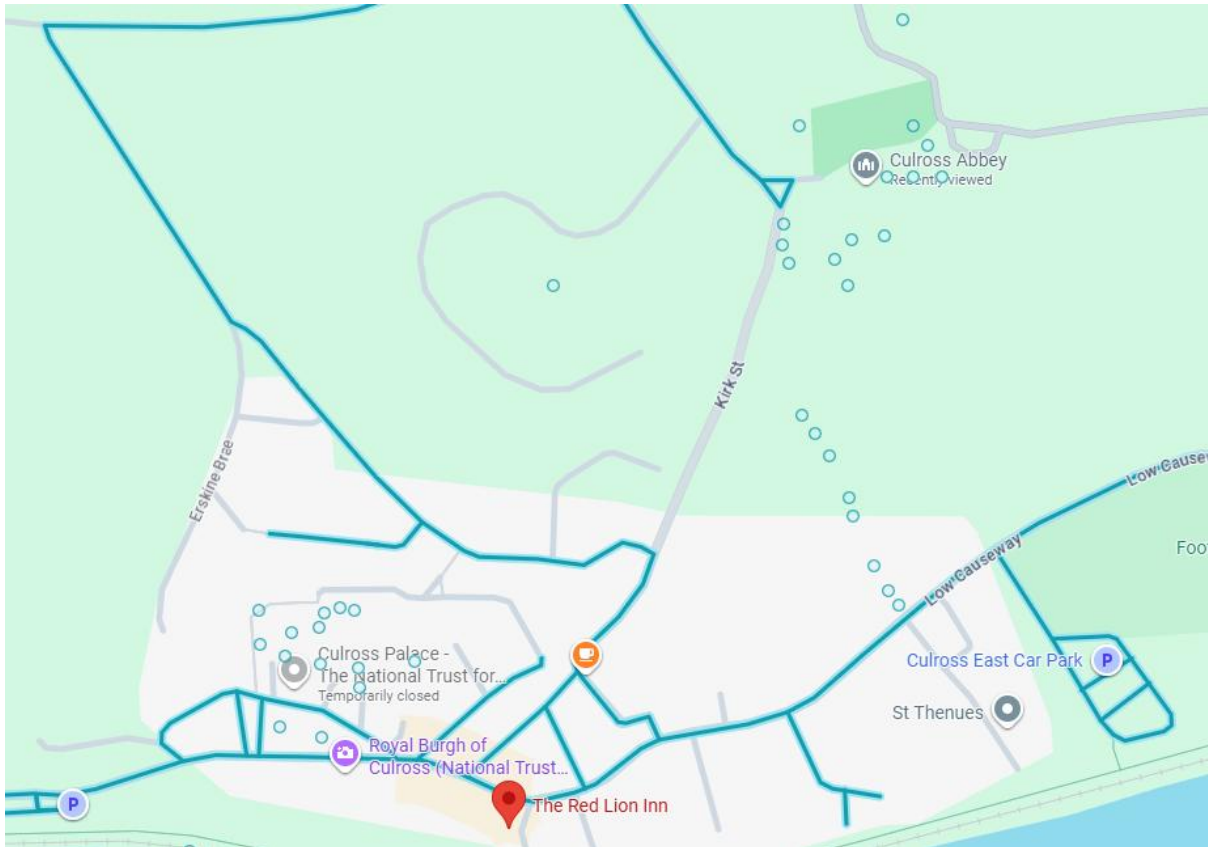 Culross Abbey
Recently viewed
Kirk St
Erskine Brae
Low Causew
Low Causeway
Foo
Culross Palace -
The National Trust for...
Temporarily closed
Culross East Car Park
P
St Thenues
Royal Burgh of
Culross (National Trust...
P
The Red Lion Inn